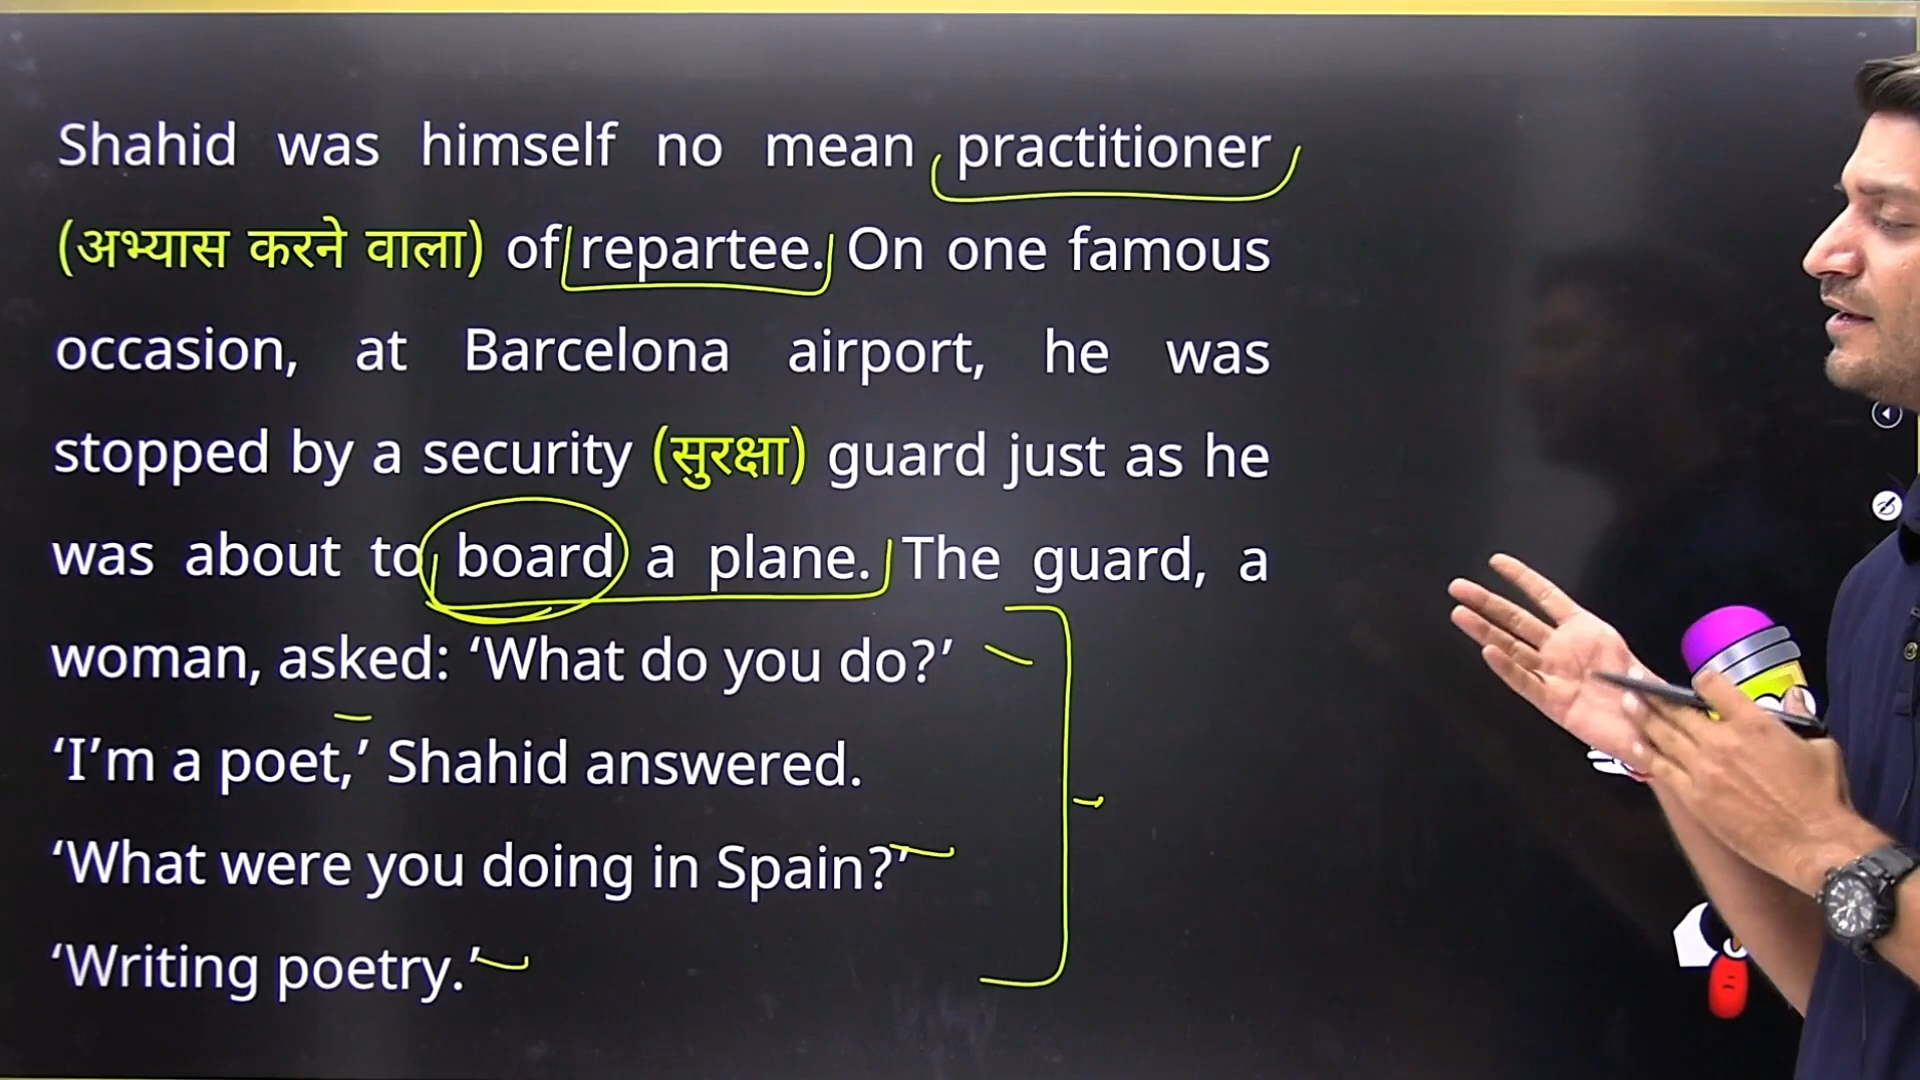 Shahid was himself no mean practitioner
(अभ्यास करने वाला) of repartee. On one famous
occasion, at Barcelona airport, he was
stopped by a security (सुरक्षा) guard just as he
was about to board a plane. The guard, a
woman, asked: ‘What do you do?’
‘I’m a poet,’ Shahid answered.
‘What were you doing in Spain?’
‘Writing poetry.’